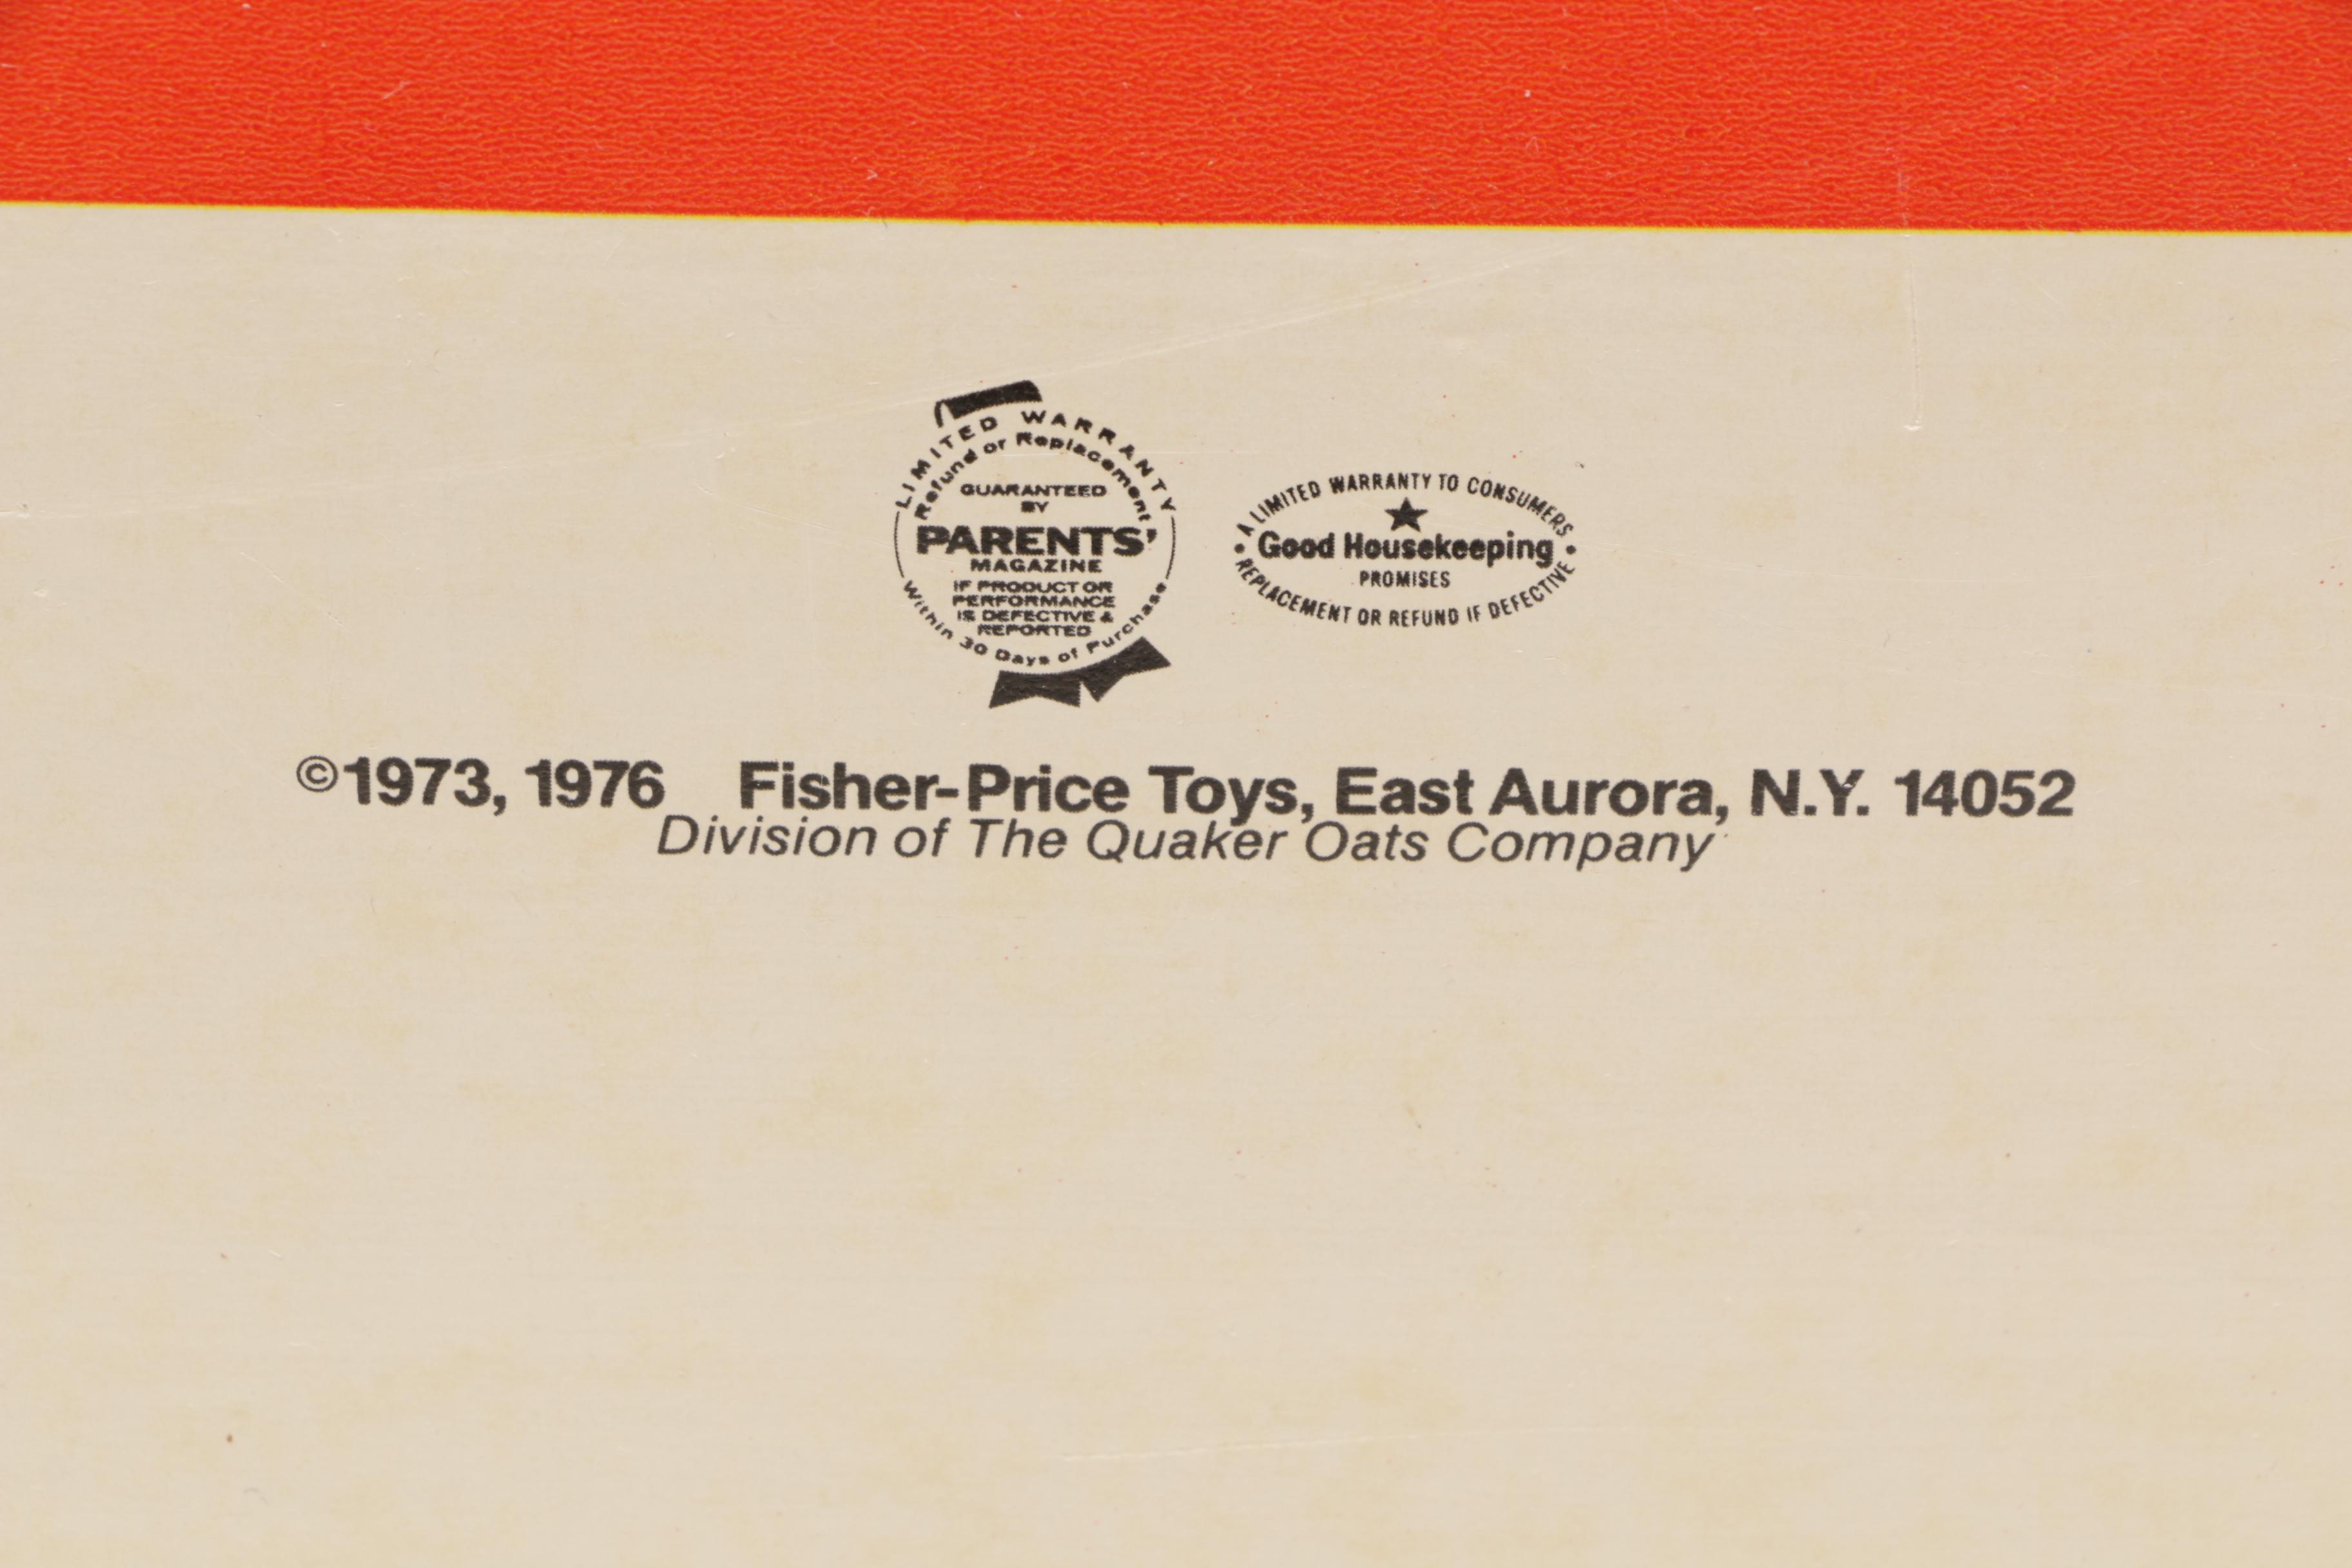 LIMITED WARRANTY
Refund or Replacement
GUARANTEED
BY
PARENTS'
MAGAZINE
IF PRODUCT OR
PERFORMANCE
IS DEFECTIVE &
REPORTED
Within 30 Days of Purchase
A LIMITED WARRANTY TO CONSUMERS
★
Good Housekeeping
PROMISES
• REPLACEMENT OR REFUND IF DEFECTIVE •
©1973, 1976 Fisher-Price Toys, East Aurora, N.Y. 14052
Division of The Quaker Oats Company